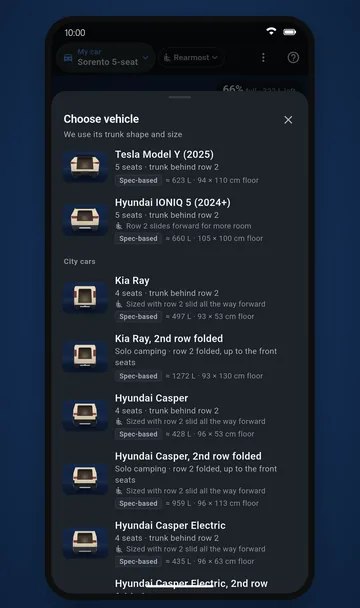 10:00
My car
Sorento 5-seat
Rearmost
66% full
Choose vehicle
We use its trunk shape and size
Tesla Model Y (2025)
5 seats · trunk behind row 2
Spec-based ≈ 623 L · 94 × 110 cm floor
Hyundai IONIQ 5 (2024+)
5 seats · trunk behind row 2
Row 2 slides forward for more room
Spec-based ≈ 660 L · 105 × 100 cm floor
City cars
Kia Ray
4 seats · trunk behind row 2
Sized with row 2 slid all the way forward
Spec-based ≈ 497 L · 93 × 53 cm floor
Kia Ray, 2nd row folded
Solo camping · row 2 folded, up to the front
seats
Spec-based ≈ 1272 L · 93 × 130 cm floor
Hyundai Casper
4 seats · trunk behind row 2
Sized with row 2 slid all the way forward
Spec-based ≈ 428 L · 96 × 53 cm floor
Hyundai Casper, 2nd row folded
Solo camping · row 2 folded, up to the front
seats
Sized with row 2 slid all the way forward
Spec-based ≈ 959 L · 96 × 113 cm floor
Hyundai Casper Electric
4 seats · trunk behind row 2
Sized with row 2 slid all the way forward
Spec-based ≈ 435 L · 96 × 63 cm floor
Hyundai Casper Electric, 2nd row